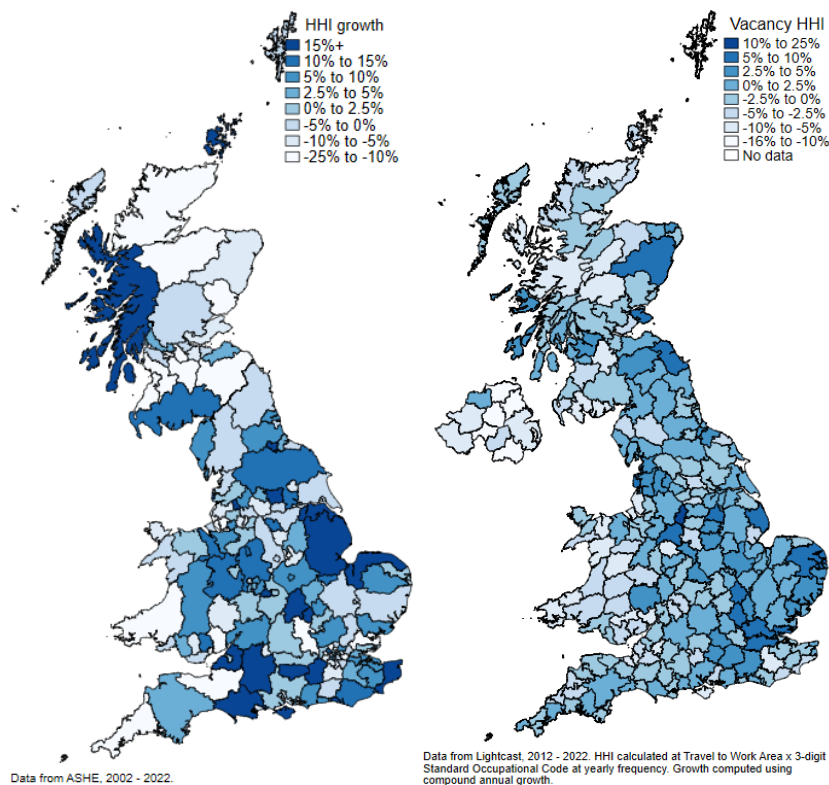 HHI growth
15%+
10% to 15%
5% to 10%
2.5% to 5%
0% to 2.5%
-5% to 0%
-10% to -5%
-25% to -10%
Data from ASHE, 2002 - 2022.
Vacancy HHI
10% to 25%
5% to 10%
2.5% to 5%
0% to 2.5%
-2.5% to 0%
-5% to -2.5%
-10% to -5%
-16% to -10%
No data
Data from Lightcast, 2012 - 2022. HHI calculated at Travel to Work Area x 3-digit
Standard Occupational Code at yearly frequency. Growth computed using
compound annual growth.